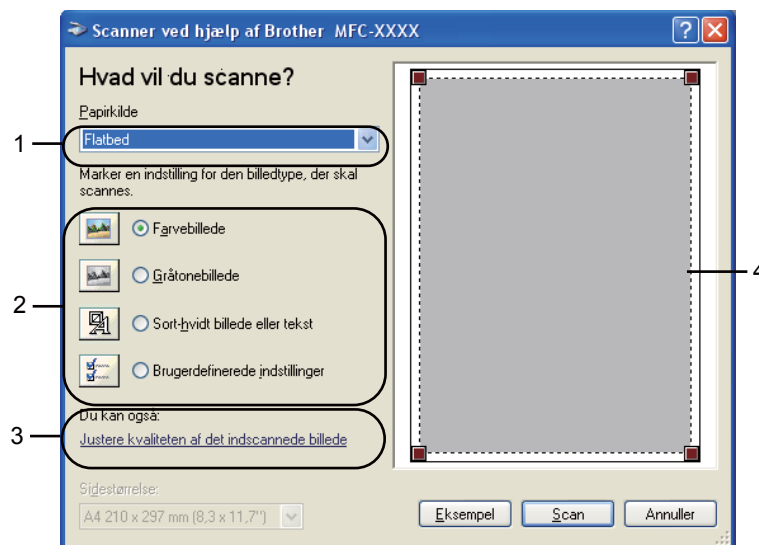 Scanner ved hjælp af Brother MFC-XXXX
Hvad vil du scanne?
Papirkilde
1
Flatbed
Marker en indstilling for den billedtype, der skal
scannes.
Farvebillede
Gråtonebillede
2
Sort-hvidt billede eller tekst
Brugerdefinerede indstillinger
Du kan også:
3
Justere kvaliteten af det indscannede billede
4
Sidestørrelse:
A4 210 x 297 mm (8,3 x 11,7")
Eksempel
Scan
Annuller